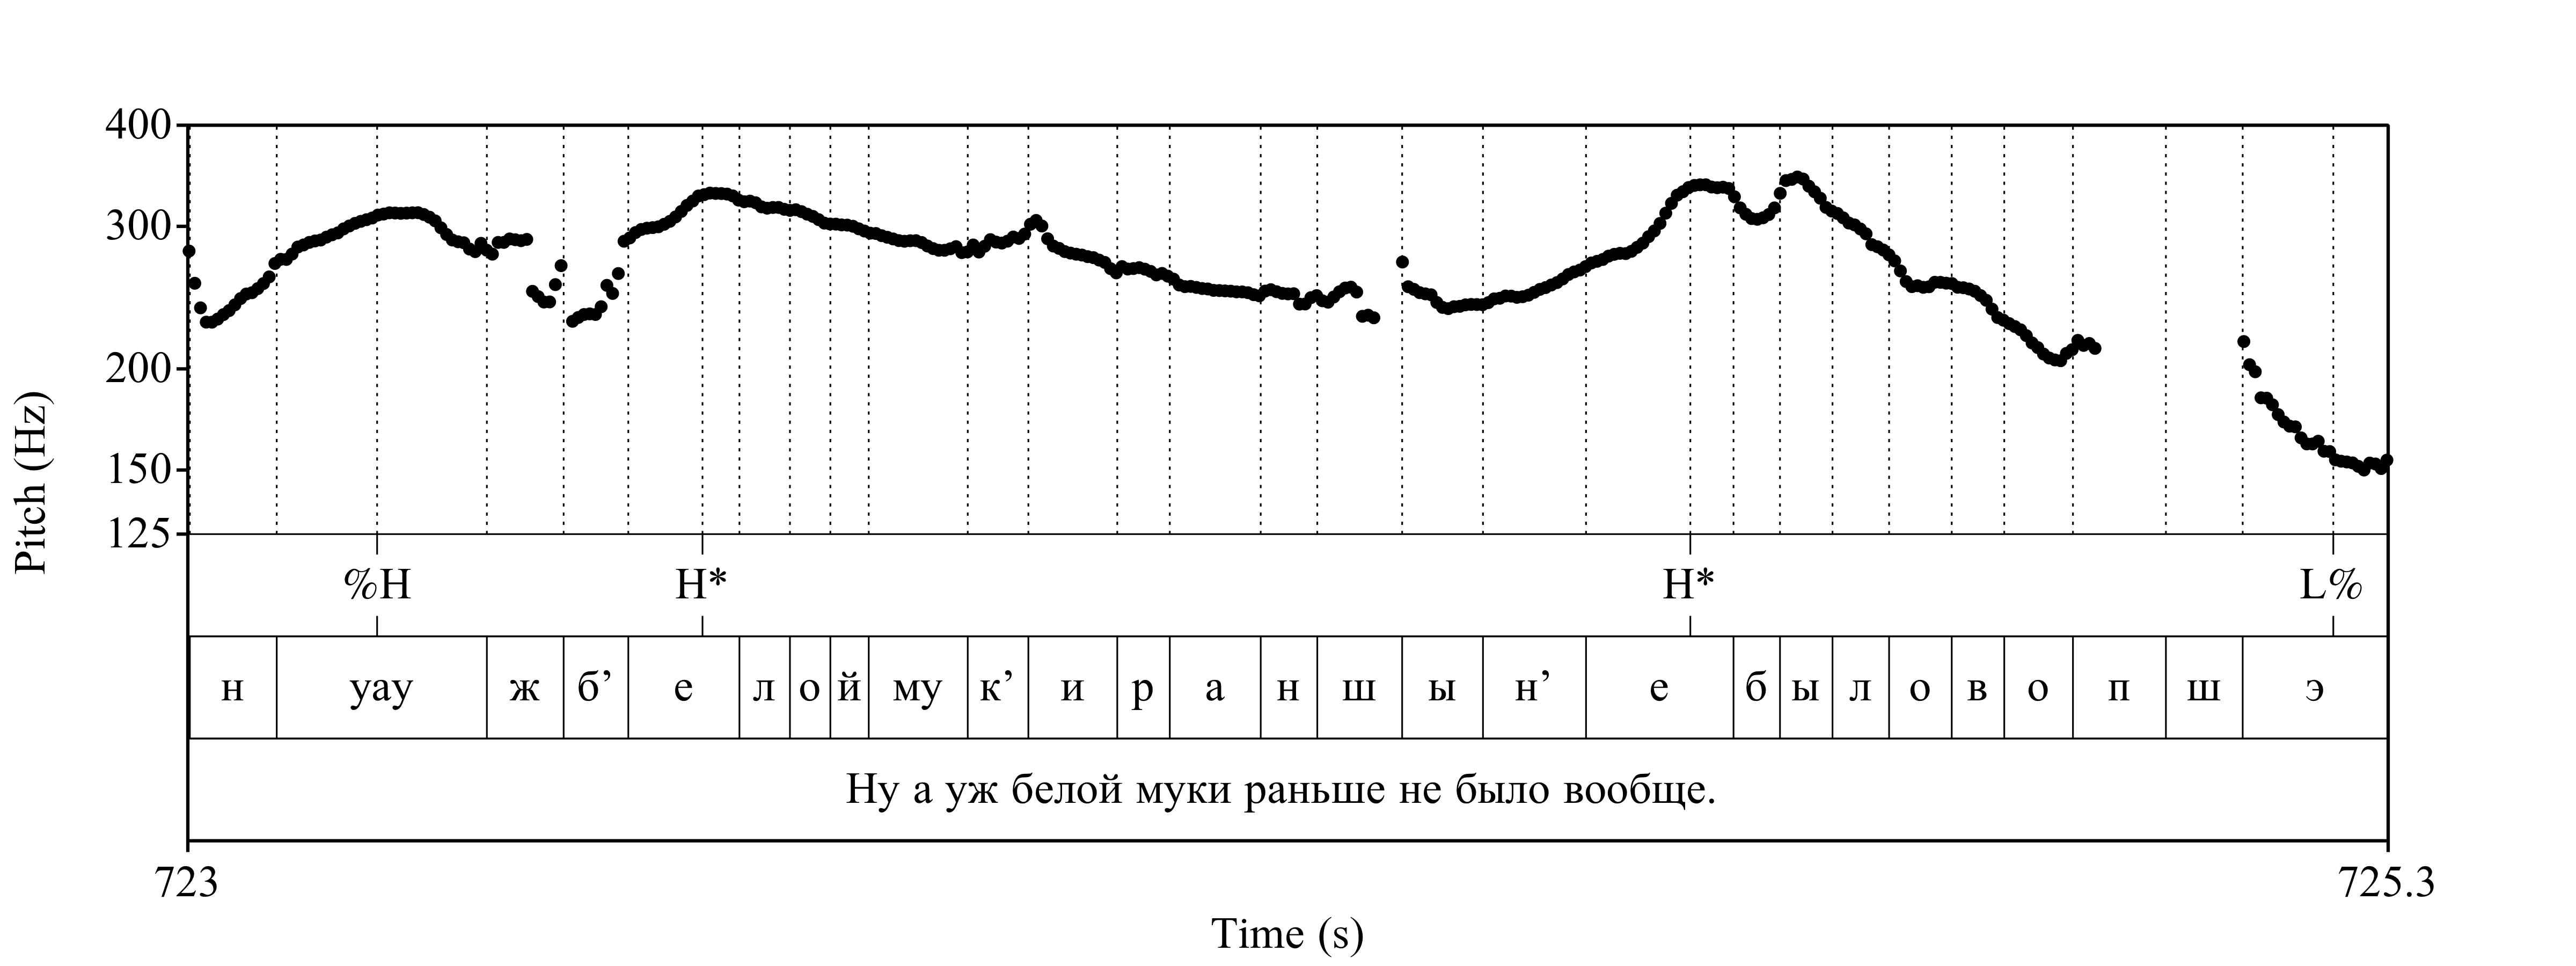 400
300
200
150
125
Pitch (Hz)
%H H* H* L%
н уау ж б’ е л о й му к’ и р а н ш ы н’ е б ы л о в о п ш э
Ну а уж белой муки раньше не было вообще.
723 725.3
Time (s)